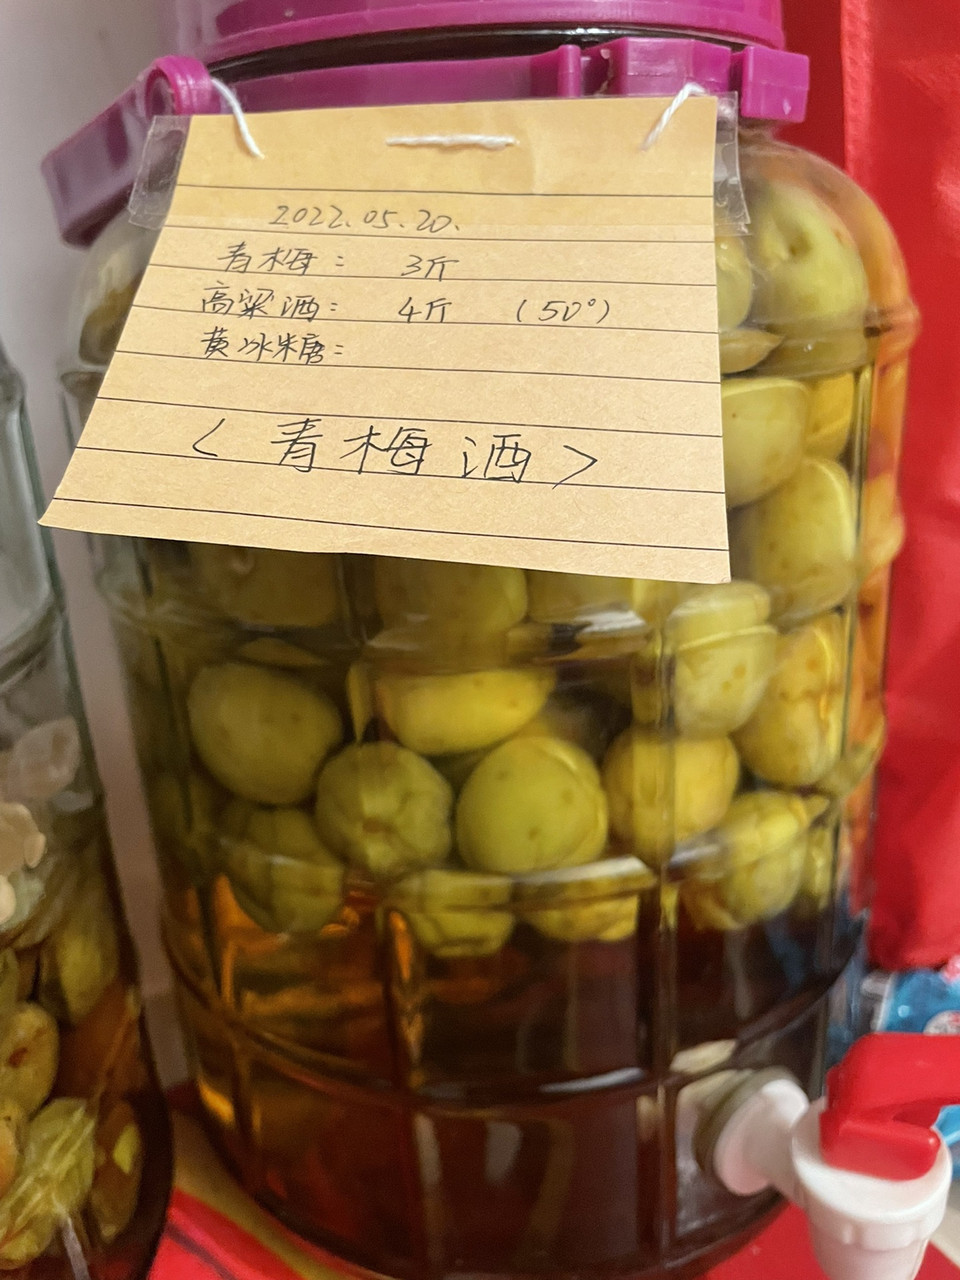 2022.05.20.
青梅： 3斤
高粱酒： 4斤 （50°）
黄冰糖：
〈青梅酒〉